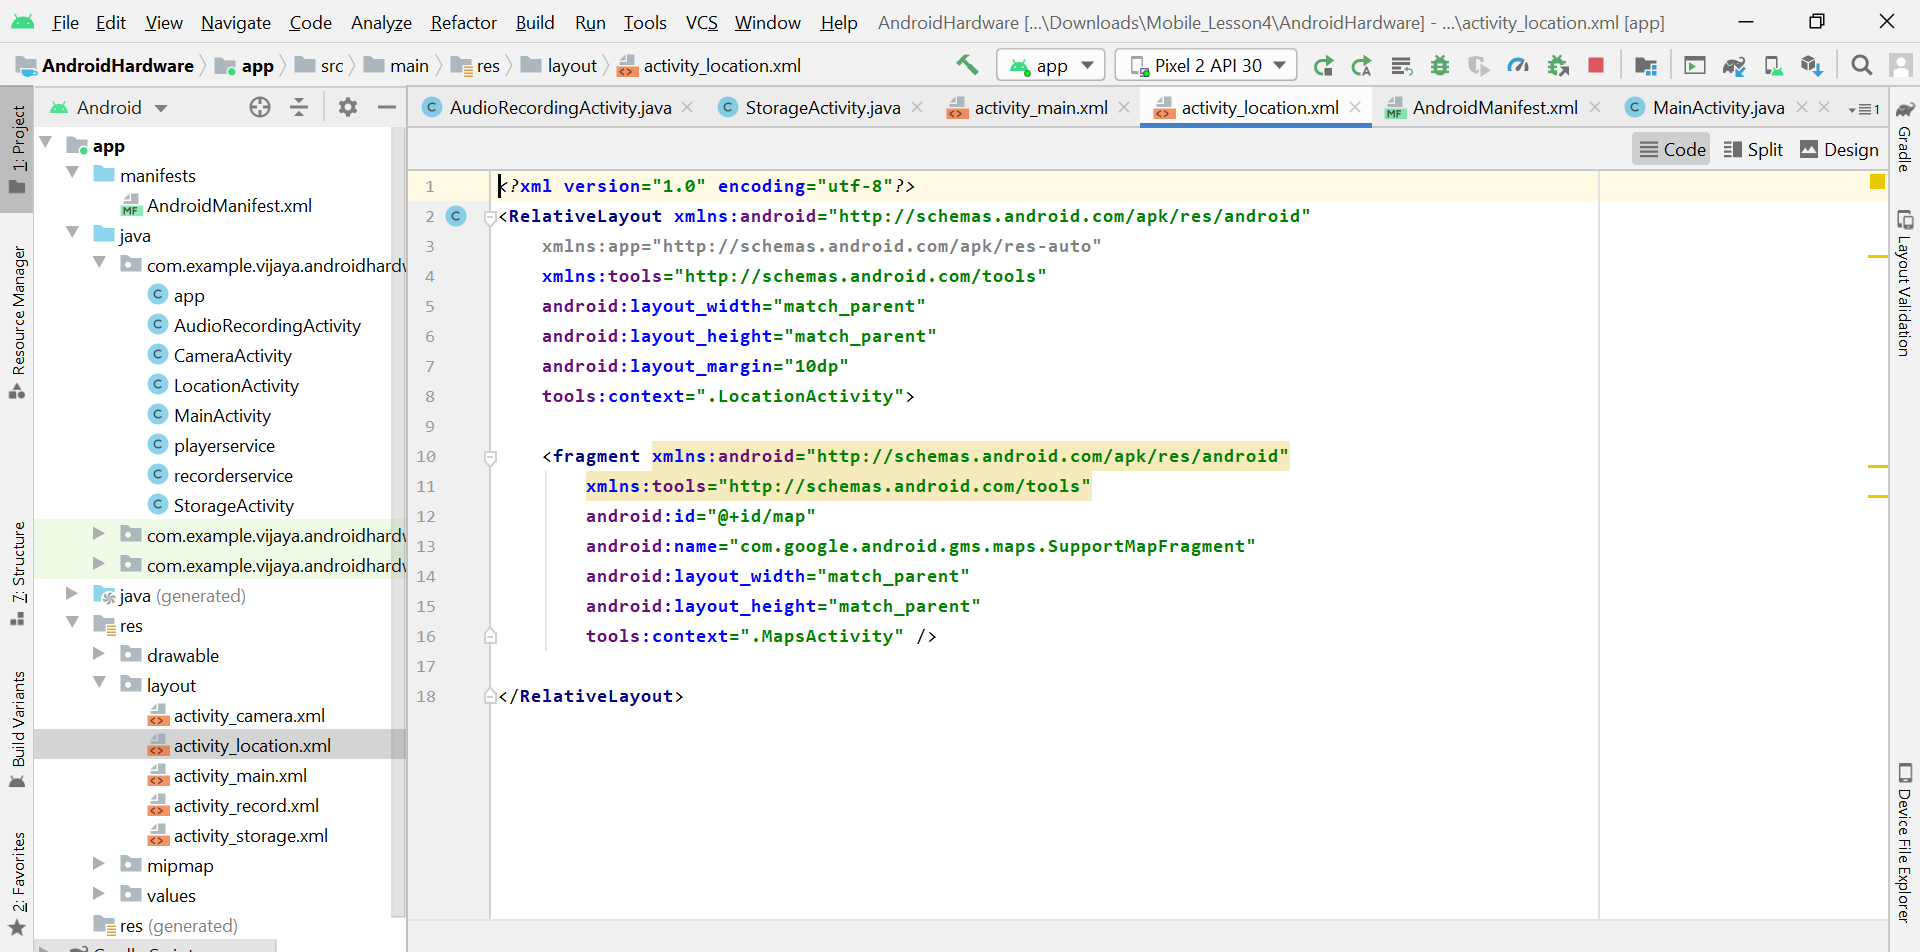 File Edit View Navigate Code Analyze Refactor Build Run Tools VCS Window Help AndroidHardware [...\Downloads\Mobile_Lesson4\AndroidHardware] - ...\activity_location.xml [app]
AndroidHardware app src main res layout activity_location.xml app Pixel 2 API 30
Android
AudioRecordingActivity.java StorageActivity.java activity_main.xml activity_location.xml AndroidManifest.xml MainActivity.java 1
Code Split Design
1: Project
Resource Manager
7: Structure
Build Variants
2: Favorites
app
manifests
AndroidManifest.xml
java
com.example.vijaya.androidhardw
app
AudioRecordingActivity
CameraActivity
LocationActivity
MainActivity
playerservice
recorderservice
StorageActivity
com.example.vijaya.androidhardw
com.example.vijaya.androidhardw
java (generated)
res
drawable
layout
activity_camera.xml
activity_location.xml
activity_main.xml
activity_record.xml
activity_storage.xml
mipmap
values
res (generated)
1 <?xml version="1.0" encoding="utf-8"?>
2 <RelativeLayout xmlns:android="http://schemas.android.com/apk/res/android"
3 xmlns:app="http://schemas.android.com/apk/res-auto"
4 xmlns:tools="http://schemas.android.com/tools"
5 android:layout_width="match_parent"
6 android:layout_height="match_parent"
7 android:layout_margin="10dp"
8 tools:context=".LocationActivity">
9
10 <fragment xmlns:android="http://schemas.android.com/apk/res/android"
11 xmlns:tools="http://schemas.android.com/tools"
12 android:id="@+id/map"
13 android:name="com.google.android.gms.maps.SupportMapFragment"
14 android:layout_width="match_parent"
15 android:layout_height="match_parent"
16 tools:context=".MapsActivity" />
17
18 </RelativeLayout>
Gradle
Layout Validation
Device File Explorer